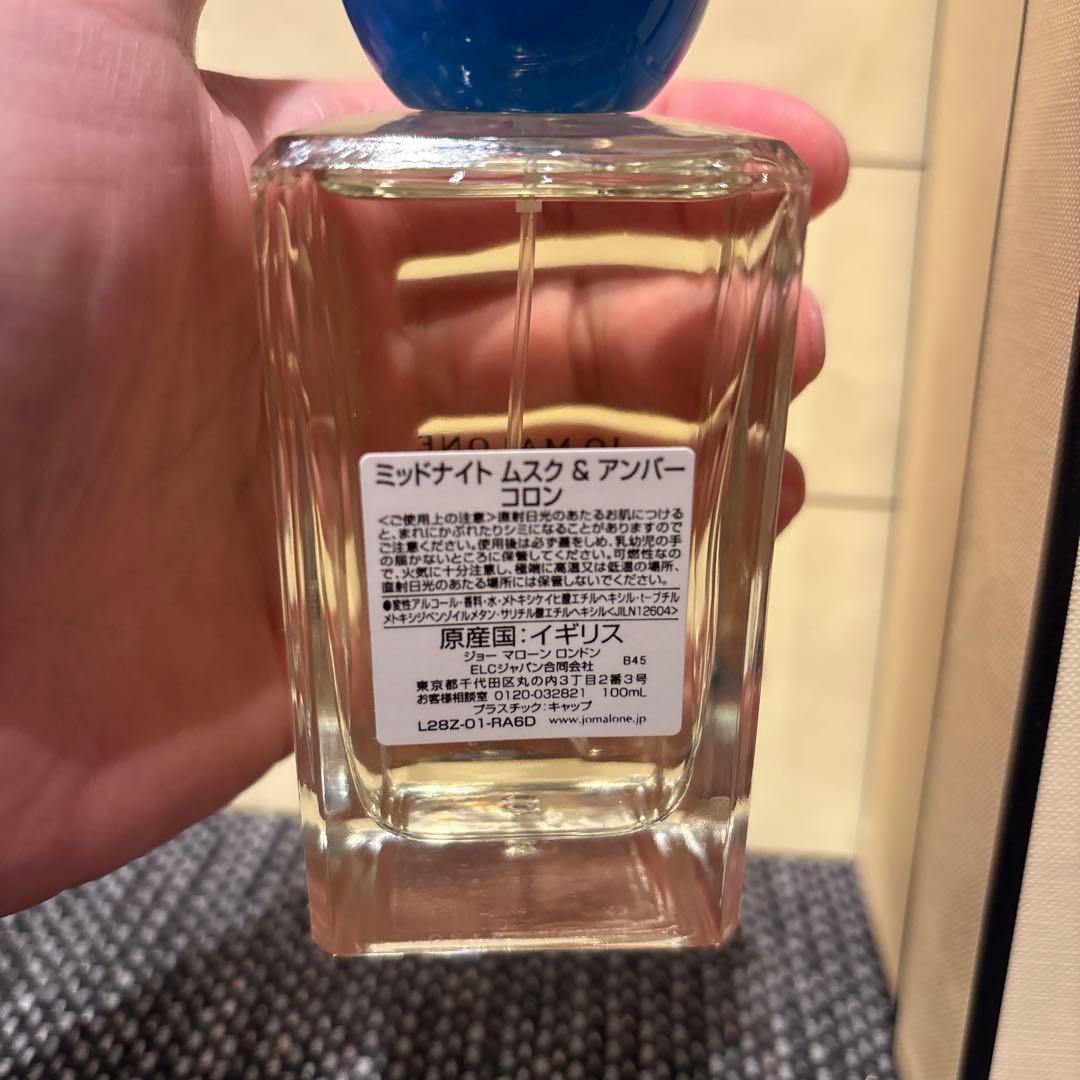 JO MALONE
ミッドナイト ムスク & アンバー
コロン
<ご使用上の注意>直射日光のあたるお肌につける
と、まれにかぶれたりシミになることがありますので
ご注意ください。使用後は必ず蓋をしめ、乳幼児の手
の届かないところに保管してください。可燃性なの
で、火気に十分注意し、極端に高温又は低温の場所、
直射日光のあたる場所には保管しないでください。
●変性アルコール・香料・水・メトキシケイヒ酸エチルヘキシル・t-ブチル
メトキシジベンゾイルメタン・サリチル酸エチルヘキシル<JILN12604>
原産国：イギリス
ジョー マローン ロンドン
ELCジャパン合同会社 B45
東京都千代田区丸の内3丁目2番3号
お客様相談室 0120-032821 100mL
プラスチック：キャップ
L28Z-01-RA6D www.jomalone.jp